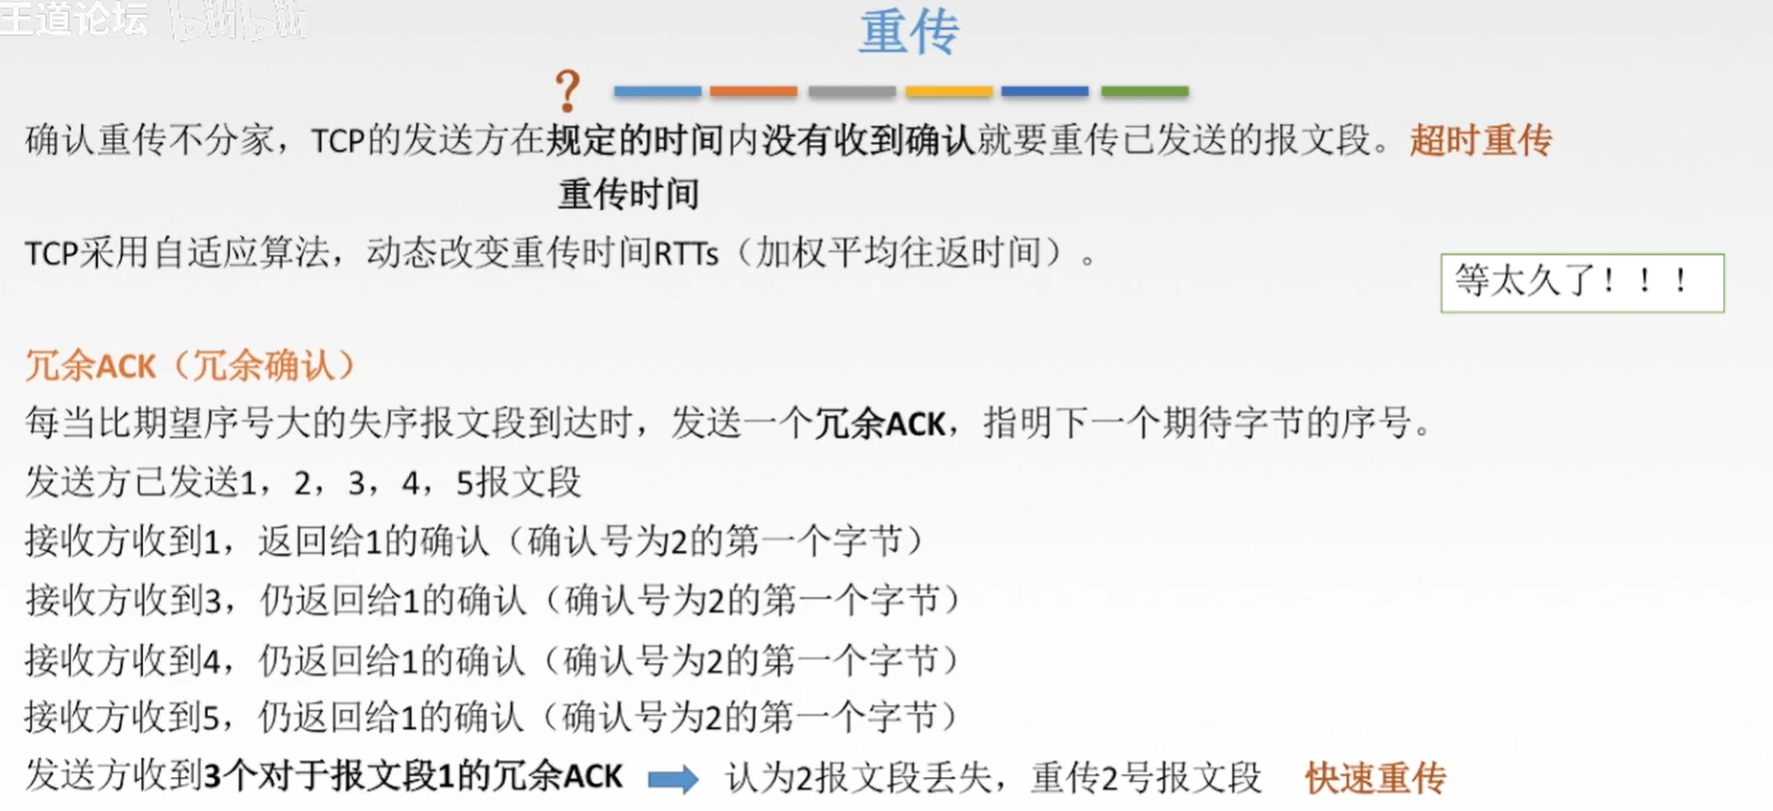 王道论坛 bilibili
重传
?
确认重传不分家，TCP的发送方在规定的时间内没有收到确认就要重传已发送的报文段。超时重传
重传时间
TCP采用自适应算法，动态改变重传时间RTTs（加权平均往返时间）。
等太久了！！！
冗余ACK（冗余确认）
每当比期望序号大的失序报文段到达时，发送一个冗余ACK，指明下一个期待字节的序号。
发送方已发送1，2，3，4，5报文段
接收方收到1，返回给1的确认（确认号为2的第一个字节）
接收方收到3，仍返回给1的确认（确认号为2的第一个字节）
接收方收到4，仍返回给1的确认（确认号为2的第一个字节）
接收方收到5，仍返回给1的确认（确认号为2的第一个字节）
发送方收到3个对于报文段1的冗余ACK 认为2报文段丢失，重传2号报文段 快速重传